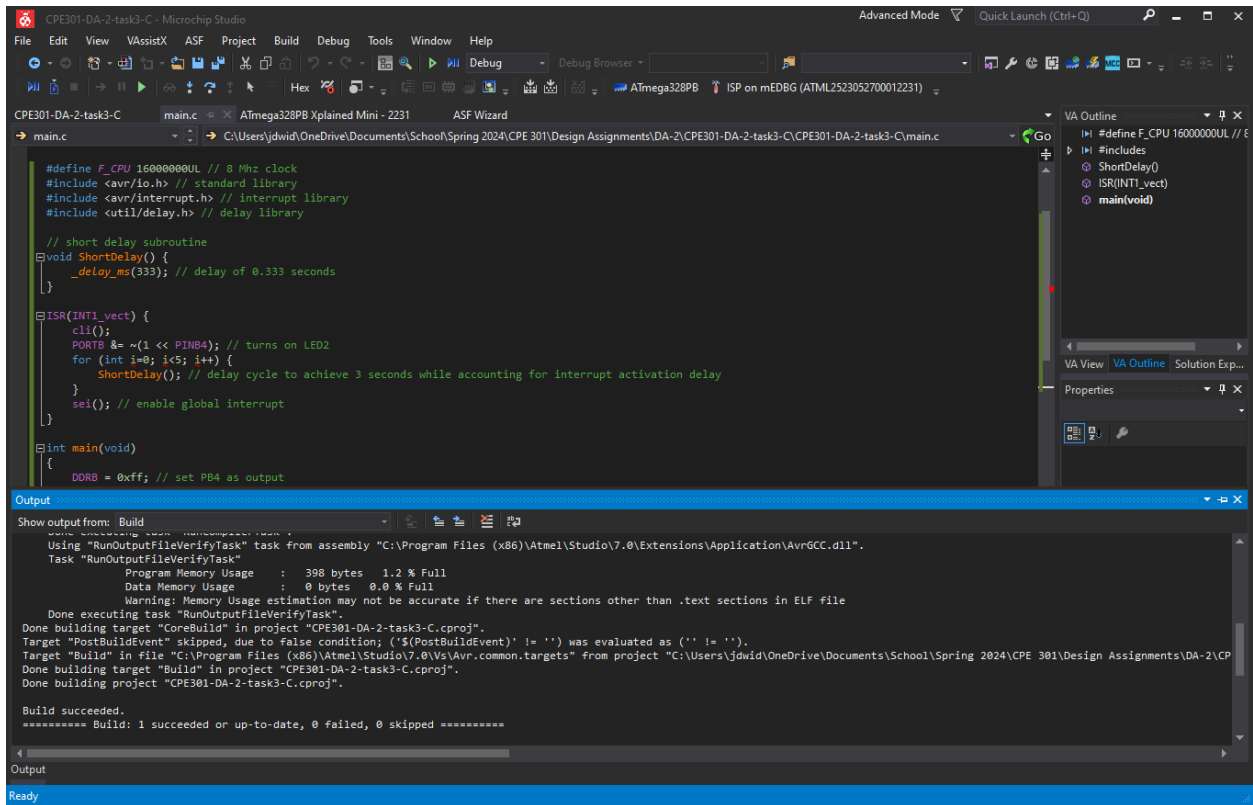 CPE301-DA-2-task3-C - Microchip Studio
Advanced Mode
Quick Launch (Ctrl+Q)
File Edit View VAssistX ASF Project Build Debug Tools Window Help
Debug Debug Browser
Hex ATmega328PB ISP on mEDBG (ATML2523052700012231)
CPE301-DA-2-task3-C main.c ATmega328PB Xplained Mini - 2231 ASF Wizard
main.c C:\Users\jdwid\OneDrive\Documents\School\Spring 2024\CPE 301\Design Assignments\DA-2\CPE301-DA-2-task3-C\CPE301-DA-2-task3-C\main.c Go
#define F_CPU 16000000UL // 8 Mhz clock
#include <avr/io.h> // standard library
#include <avr/interrupt.h> // interrupt library
#include <util/delay.h> // delay library
// short delay subroutine
void ShortDelay() {
_delay_ms(333); // delay of 0.333 seconds
}
ISR(INT1_vect) {
cli();
PORTB &= ~(1 << PINB4); // turns on LED2
for (int i=0; i<5; i++) {
ShortDelay(); // delay cycle to achieve 3 seconds while accounting for interrupt activation delay
}
sei(); // enable global interrupt
}
int main(void)
{
DDRB = 0xff; // set PB4 as output
VA Outline
#define F_CPU 16000000UL // 8
#includes
ShortDelay()
ISR(INT1_vect)
main(void)
VA View VA Outline Solution Exp...
Properties
Output
Show output from: Build
Done executing task "RunCompilerTask".
Using "RunOutputFileVerifyTask" task from assembly "C:\Program Files (x86)\Atmel\Studio\7.0\Extensions\Application\AvrGCC.dll".
Task "RunOutputFileVerifyTask"
Program Memory Usage : 398 bytes 1.2 % Full
Data Memory Usage : 0 bytes 0.0 % Full
Warning: Memory Usage estimation may not be accurate if there are sections other than .text sections in ELF file
Done executing task "RunOutputFileVerifyTask".
Done building target "CoreBuild" in project "CPE301-DA-2-task3-C.cproj".
Target "PostBuildEvent" skipped, due to false condition; ('$(PostBuildEvent)' != '') was evaluated as ('' != '').
Target "Build" in file "C:\Program Files (x86)\Atmel\Studio\7.0\Vs\Avr.common.targets" from project "C:\Users\jdwid\OneDrive\Documents\School\Spring 2024\CPE 301\Design Assignments\DA-2\CP
Done building target "Build" in project "CPE301-DA-2-task3-C.cproj".
Done building project "CPE301-DA-2-task3-C.cproj".
Build succeeded.
========== Build: 1 succeeded or up-to-date, 0 failed, 0 skipped ==========
Output
Ready